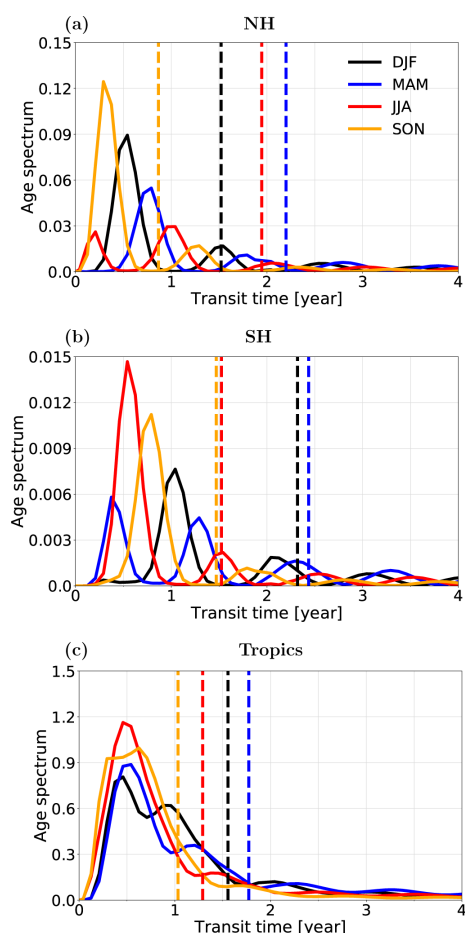 (a) NH
0.15
0.12
0.09
0.06
0.03
0.0
Age spectrum
DJF
MAM
JJA
SON
0 1 2 3 4
Transit time [year]
(b) SH
0.015
0.012
0.009
0.006
0.003
0.0
Age spectrum
0 1 2 3 4
Transit time [year]
(c) Tropics
1.5
1.2
0.9
0.6
0.3
0.0
Age spectrum
0 1 2 3 4
Transit time [year]